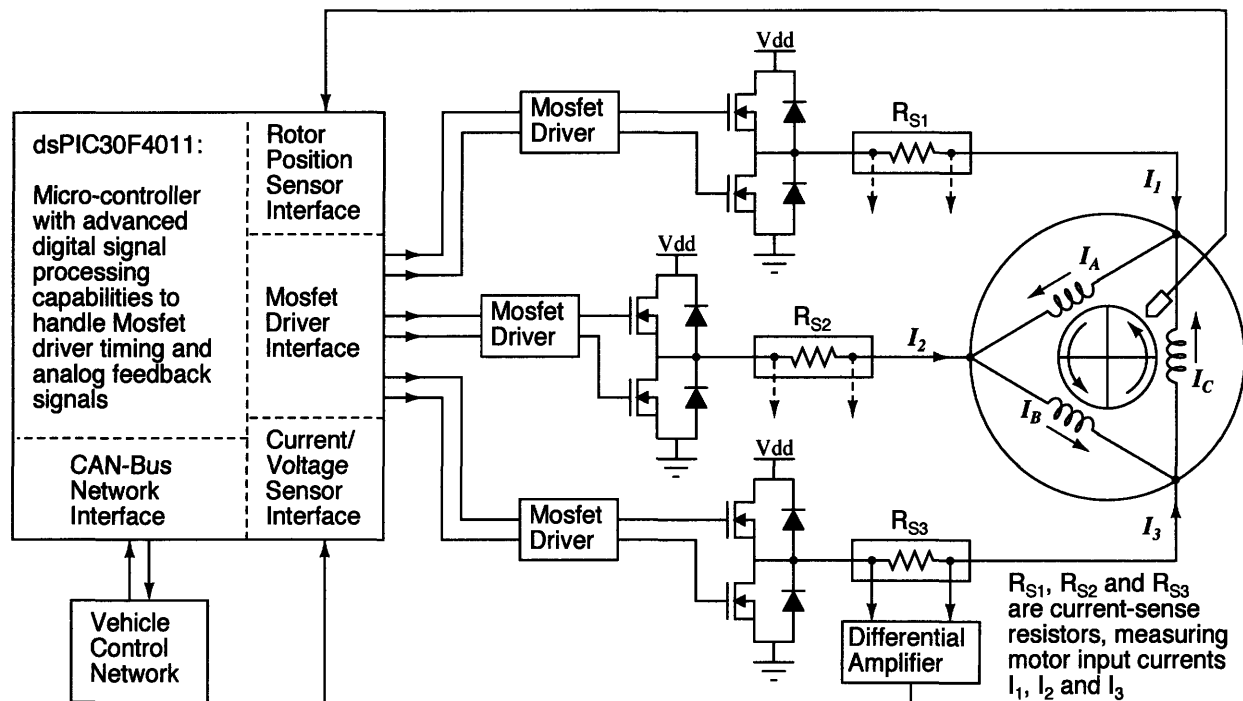 dsPIC30F4011:
Micro-controller
with advanced
digital signal
processing
capabilities to
handle Mosfet
driver timing and
analog feedback
signals
Rotor
Position
Sensor
Interface
Mosfet
Driver
Interface
Current/
Voltage
Sensor
Interface
CAN-Bus
Network
Interface
Vehicle
Control
Network
Mosfet
Driver
Vdd
RS1
I1
Mosfet
Driver
Vdd
RS2
I2
IA
IB
IC
Mosfet
Driver
Vdd
RS3
I3
Differential
Amplifier
RS1, RS2 and RS3
are current-sense
resistors, measuring
motor input currents
I1, I2 and I3